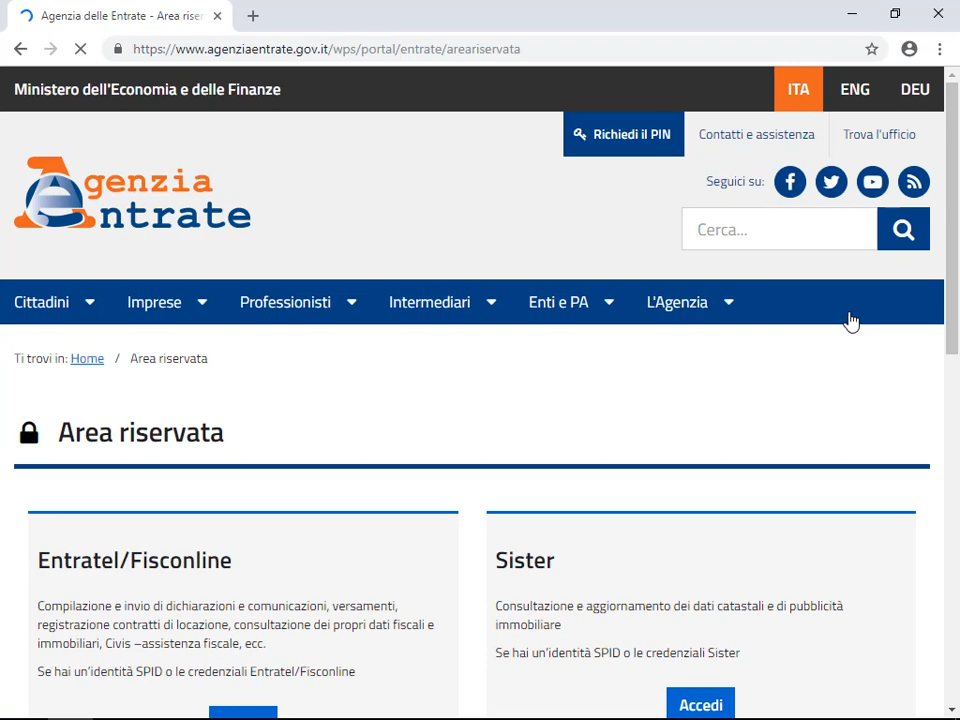 Agenzia delle Entrate - Area riser
https://www.agenziaentrate.gov.it/wps/portal/entrate/areariservata
Ministero dell'Economia e delle Finanze
ITA ENG DEU
Richiedi il PIN Contatti e assistenza Trova l'ufficio
Agenzia
entrate
Seguici su:
Cerca...
Cittadini Imprese Professionisti Intermediari Enti e PA L'Agenzia
Ti trovi in: Home / Area riservata
Area riservata
Entratel/Fisconline
Compilazione e invio di dichiarazioni e comunicazioni, versamenti,
registrazione contratti di locazione, consultazione dei propri dati fiscali e
immobiliari, Civis –assistenza fiscale, ecc.
Se hai un'identità SPID o le credenziali Entratel/Fisconline
Sister
Consultazione e aggiornamento dei dati catastali e di pubblicità
immobiliare
Se hai un'identità SPID o le credenziali Sister
Accedi